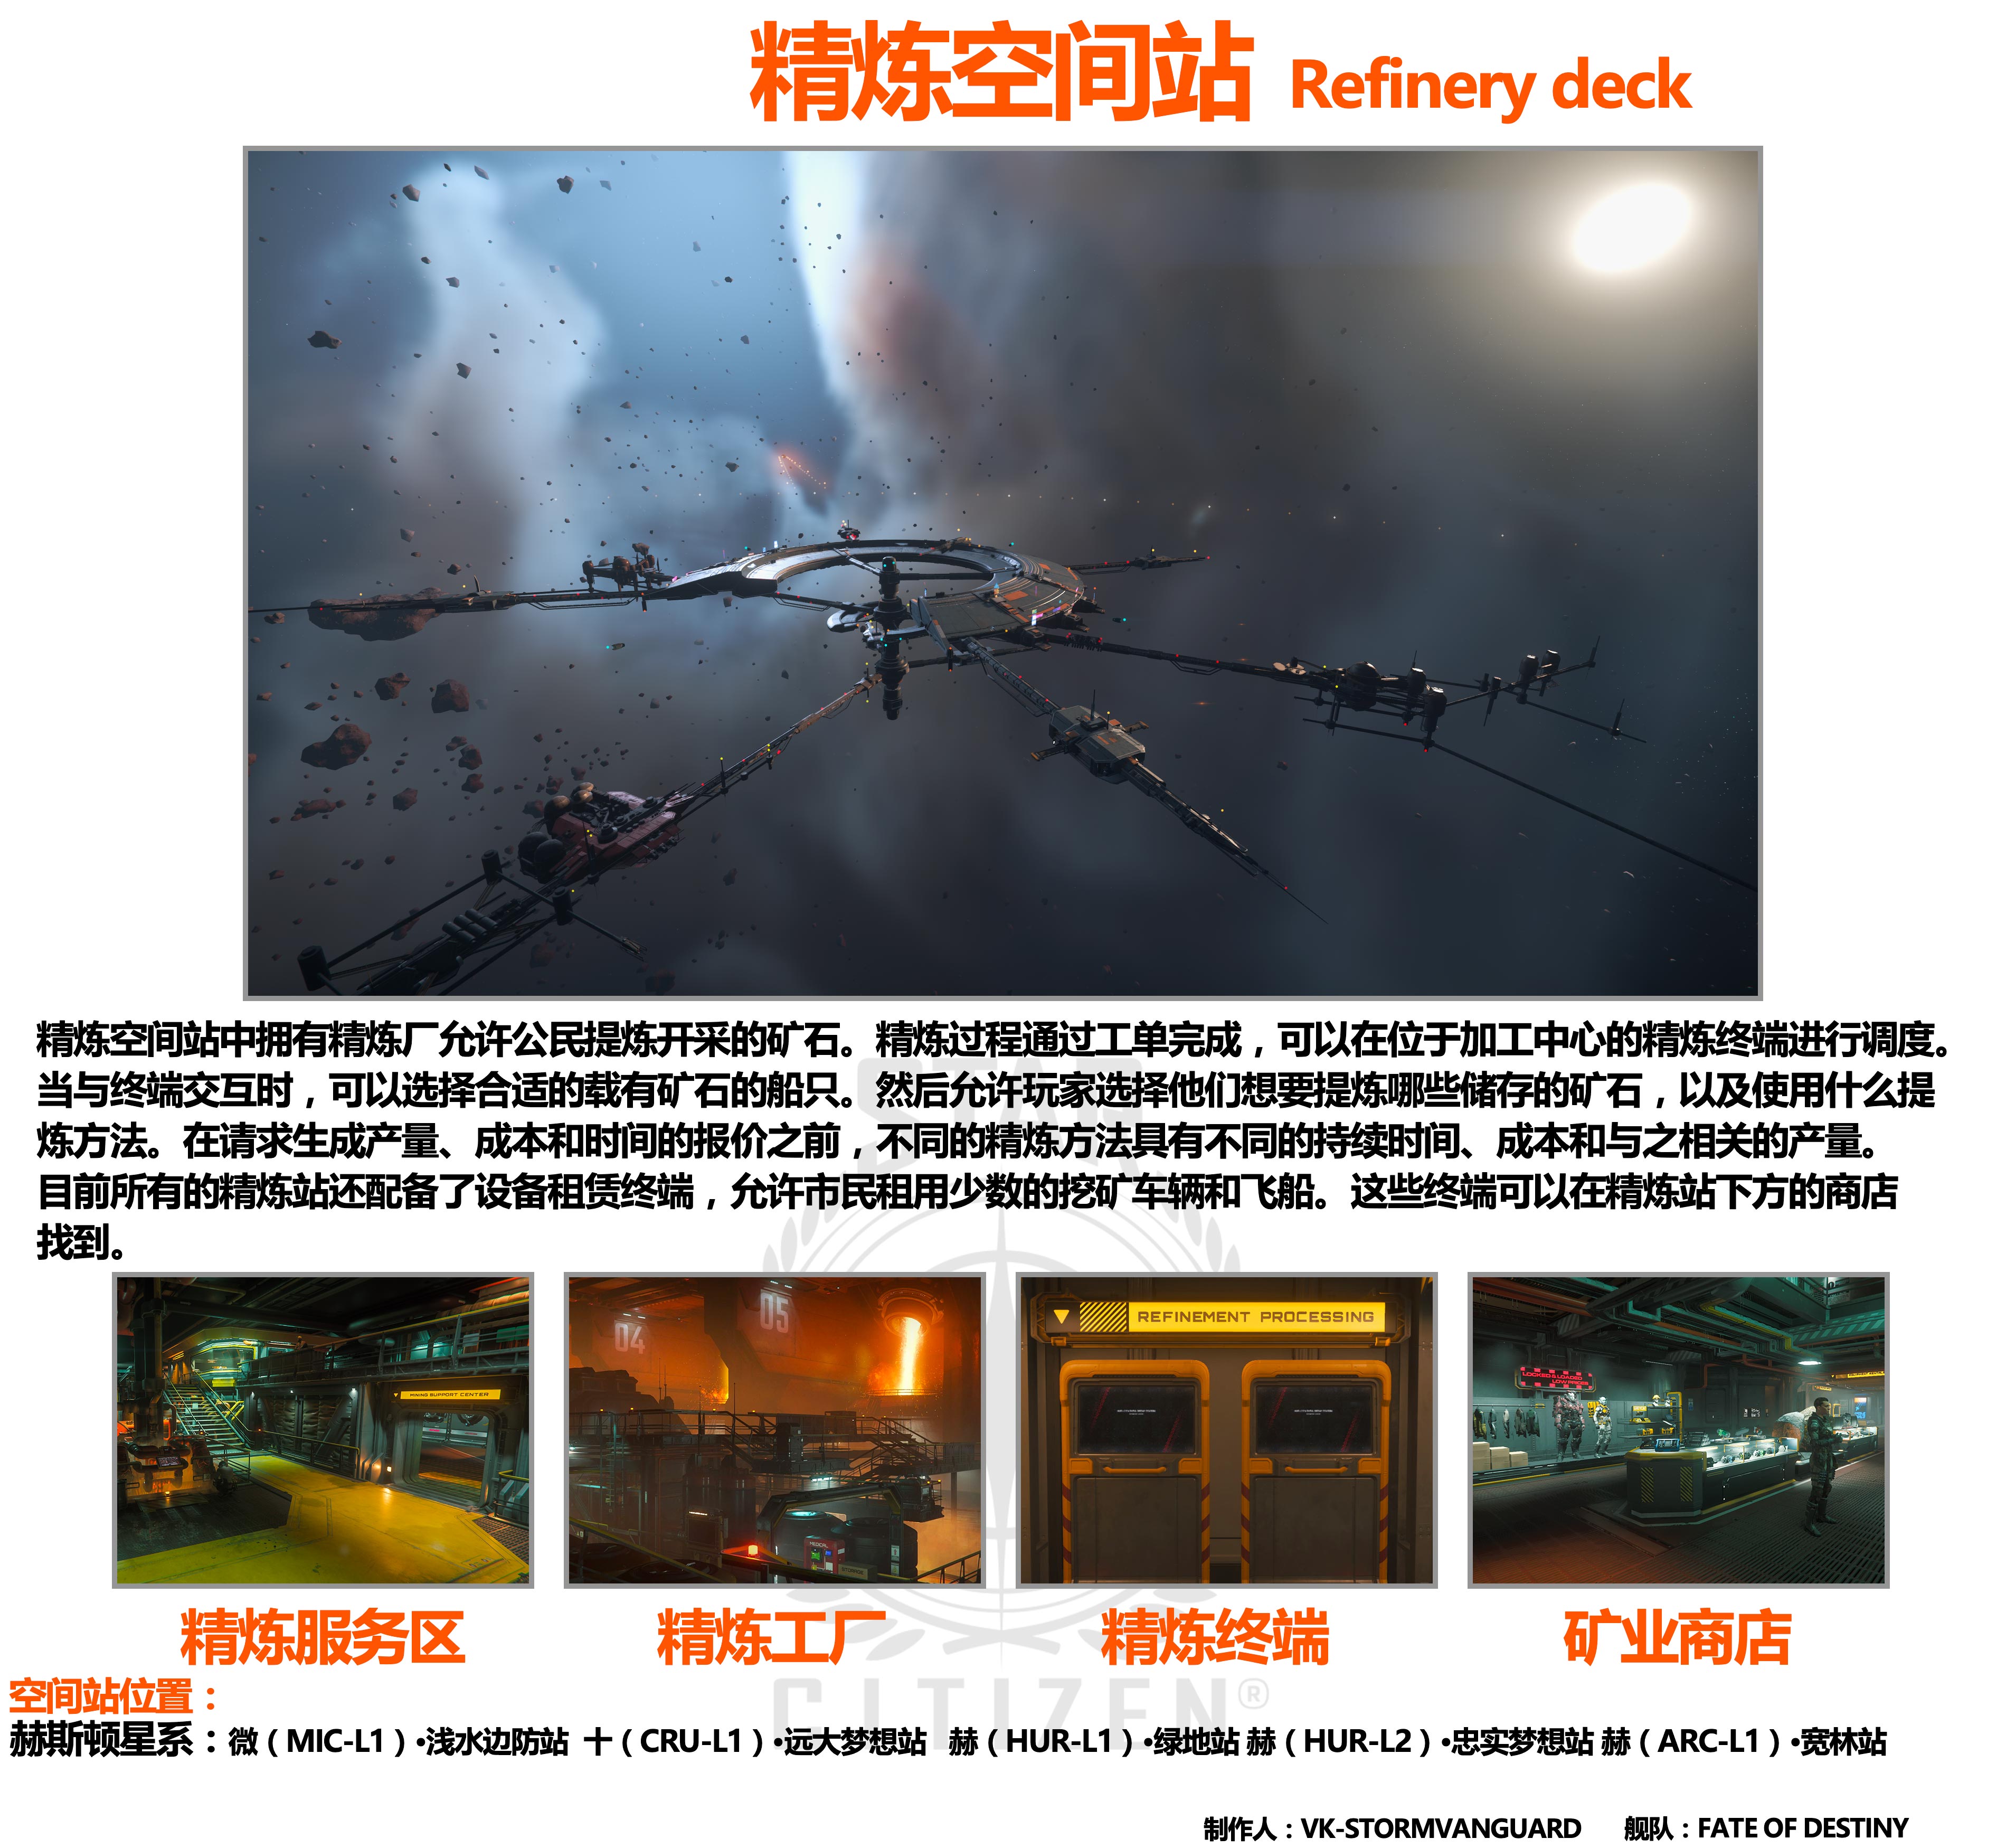 精炼空间站 Refinery deck
精炼空间站中拥有精炼厂允许公民提炼开采的矿石。精炼过程通过工单完成，可以在位于加工中心的精炼终端进行调度。
当与终端交互时，可以选择合适的载有矿石的船只。然后允许玩家选择他们想要提炼哪些储存的矿石，以及使用什么提
炼方法。在请求生成产量、成本和时间的报价之前，不同的精炼方法具有不同的持续时间、成本和与之相关的产量。
目前所有的精炼站还配备了设备租赁终端，允许市民租用少数的挖矿车辆和飞船。这些终端可以在精炼站下方的商店
找到。
STAR
MINING SUPPORT CENTER
04
05
MEDICAL
STORAGE
REFINEMENT PROCESSING
LOCKED & LOADED
LOW PRICES
精炼服务区 精炼工厂 精炼终端 矿业商店
CITIZEN®
空间站位置：
赫斯顿星系：微（MIC-L1）·浅水边防站 十（CRU-L1）·远大梦想站 赫（HUR-L1）·绿地站 赫（HUR-L2）·忠实梦想站 赫（ARC-L1）·宽林站
制作人：VK-STORMVANGUARD 舰队：FATE OF DESTINY